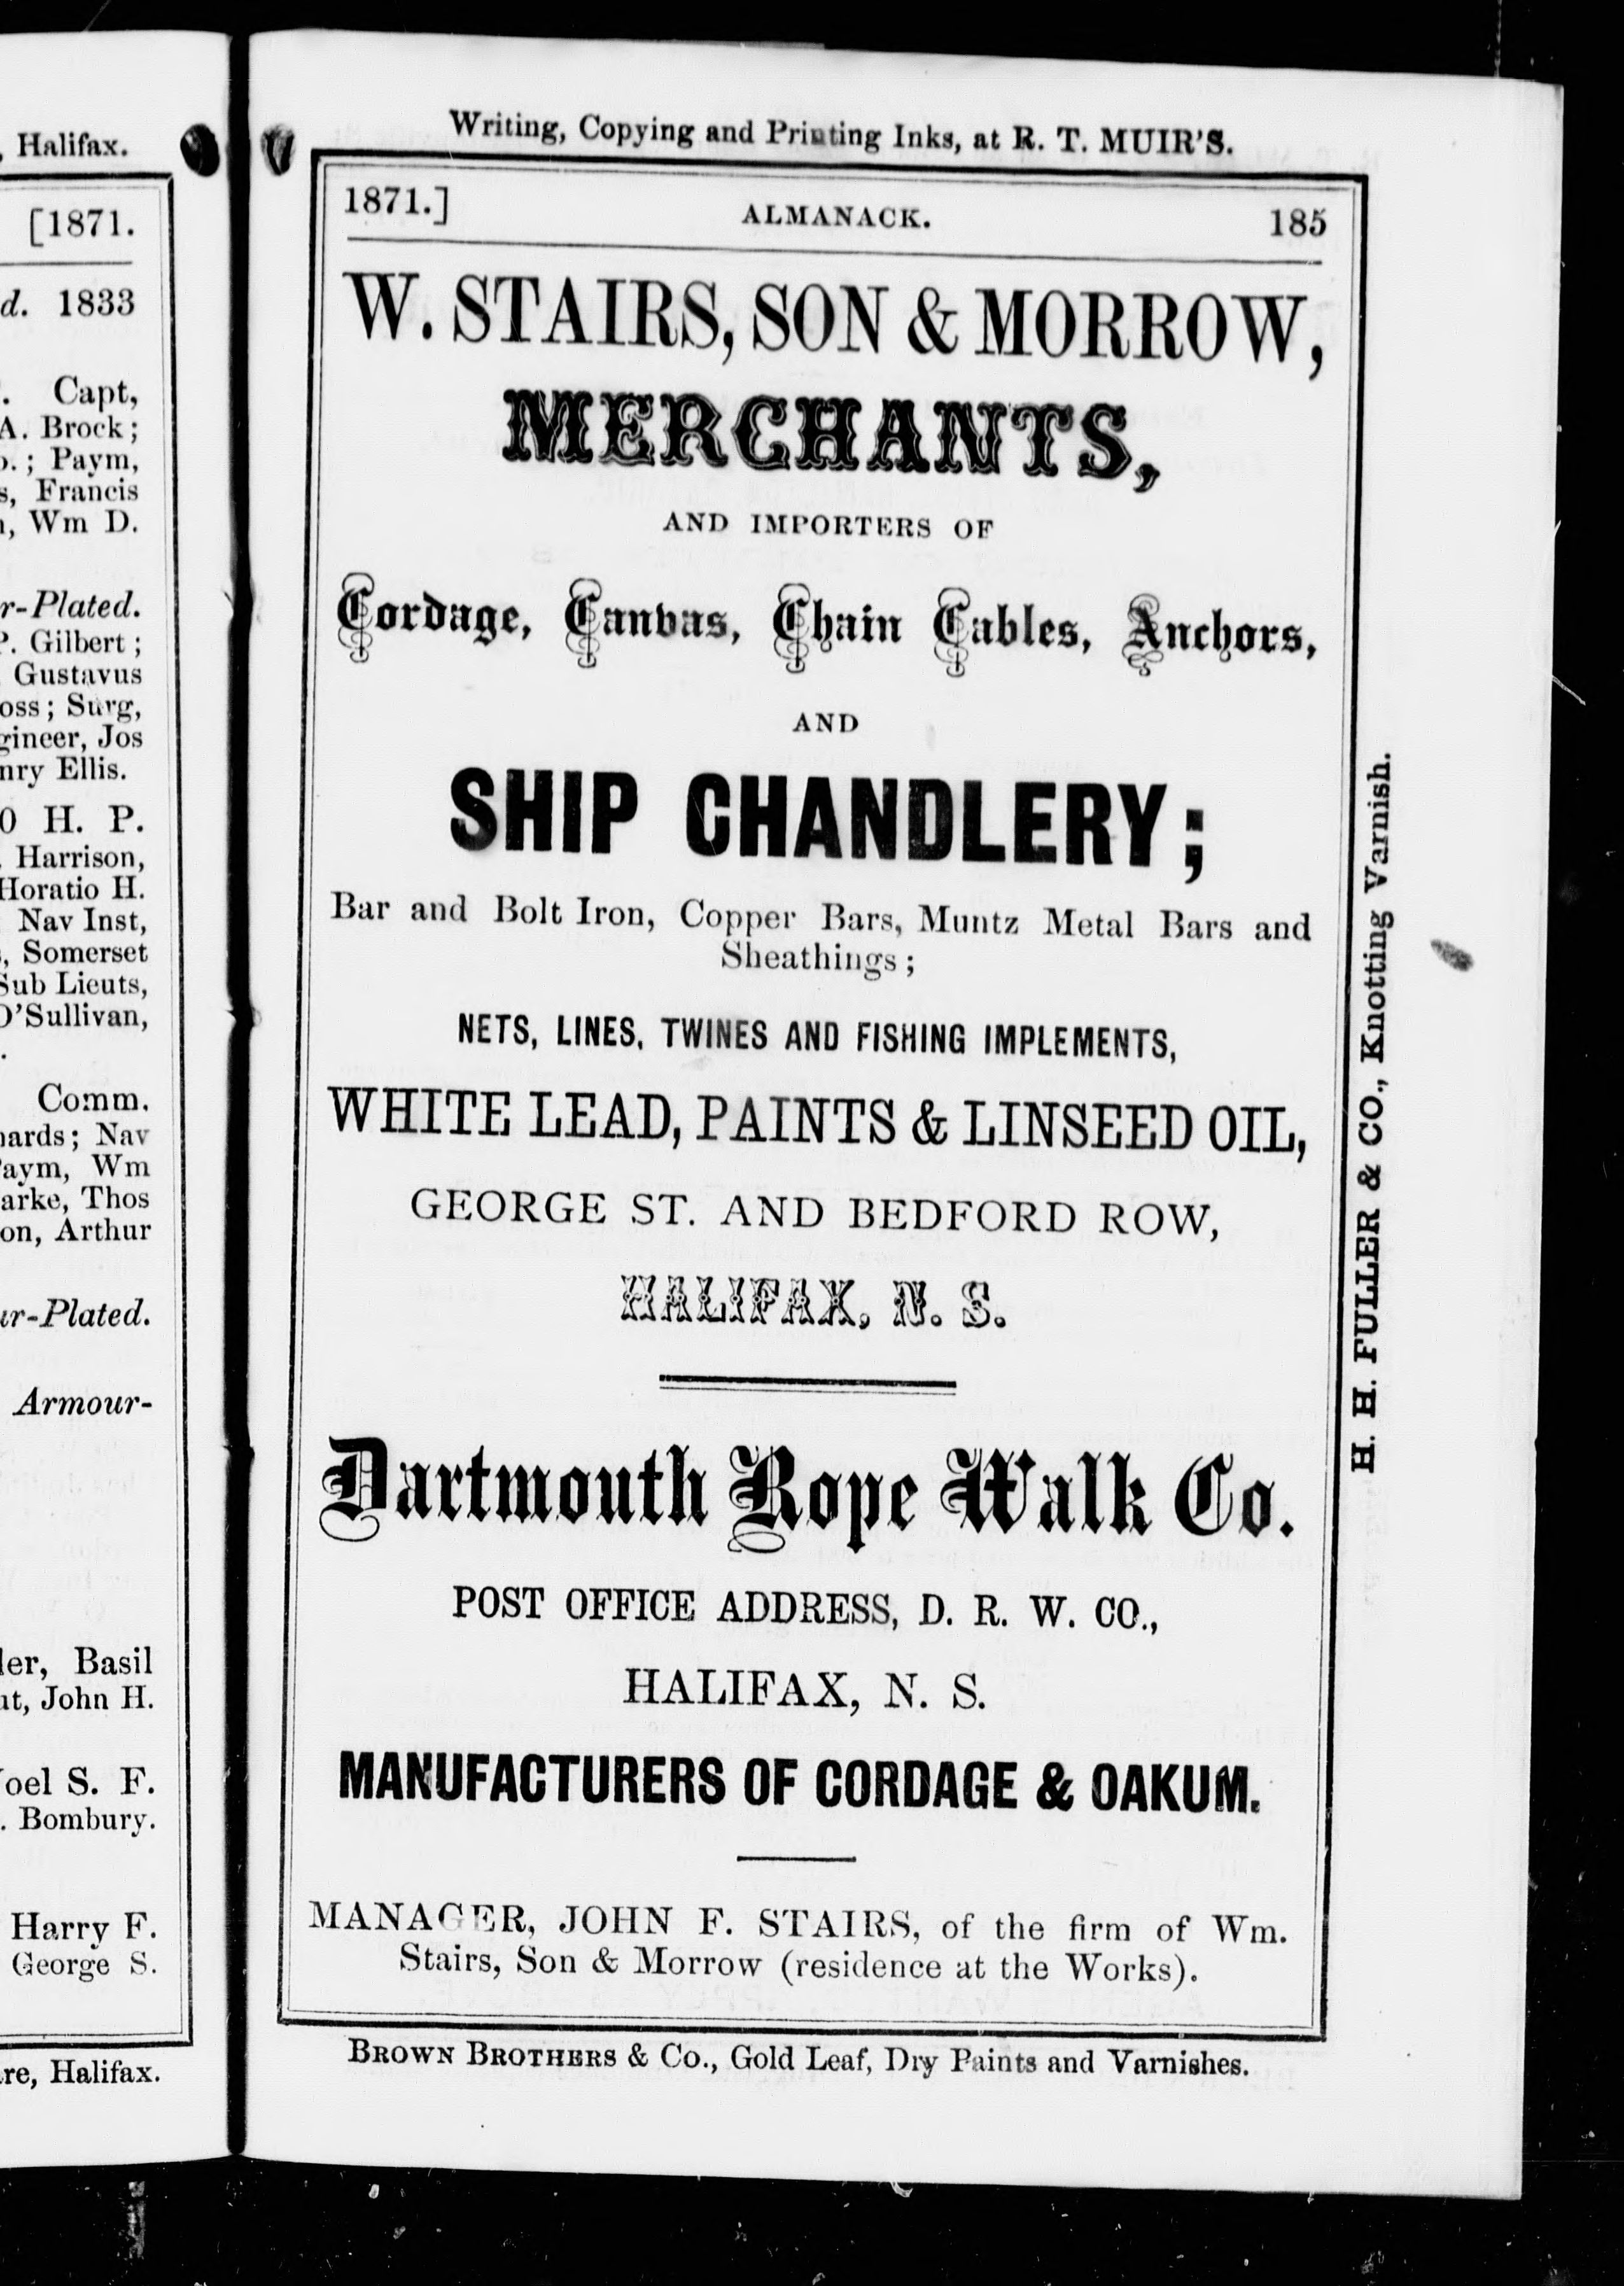 , Halifax.
[1871.
d. 1833
. Capt,
A. Brock;
.; Paym,
s, Francis
, Wm D.
r-Plated.
P. Gilbert;
Gustavus
oss; Surg,
gineer, Jos
nry Ellis.
0 H. P.
. Harrison,
Horatio H.
Nav Inst,
, Somerset
Sub Lieuts,
O'Sullivan,
.
Comm.
ards; Nav
Paym, Wm
arke, Thos
on, Arthur
ur-Plated.
Armour-
ler, Basil
nt, John H.
oel S. F.
. Bombury.
Harry F.
George S.
re, Halifax.
Writing, Copying and Printing Inks, at R. T. MUIR'S.
1871.] ALMANACK. 185
W. STAIRS, SON & MORROW,
MERCHANTS,
AND IMPORTERS OF
Cordage, Canvas, Chain Cables, Anchors,
AND
SHIP CHANDLERY;
Bar and Bolt Iron, Copper Bars, Muntz Metal Bars and
Sheathings;
NETS, LINES, TWINES AND FISHING IMPLEMENTS,
WHITE LEAD, PAINTS & LINSEED OIL,
GEORGE ST. AND BEDFORD ROW,
HALIFAX, N. S.
Dartmouth Rope Walk Co.
POST OFFICE ADDRESS, D. R. W. CO.,
HALIFAX, N. S.
MANUFACTURERS OF CORDAGE & OAKUM.
MANAGER, JOHN F. STAIRS, of the firm of Wm.
Stairs, Son & Morrow (residence at the Works).
BROWN BROTHERS & Co., Gold Leaf, Dry Paints and Varnishes.
H. H. FULLER & CO., Knotting Varnish.